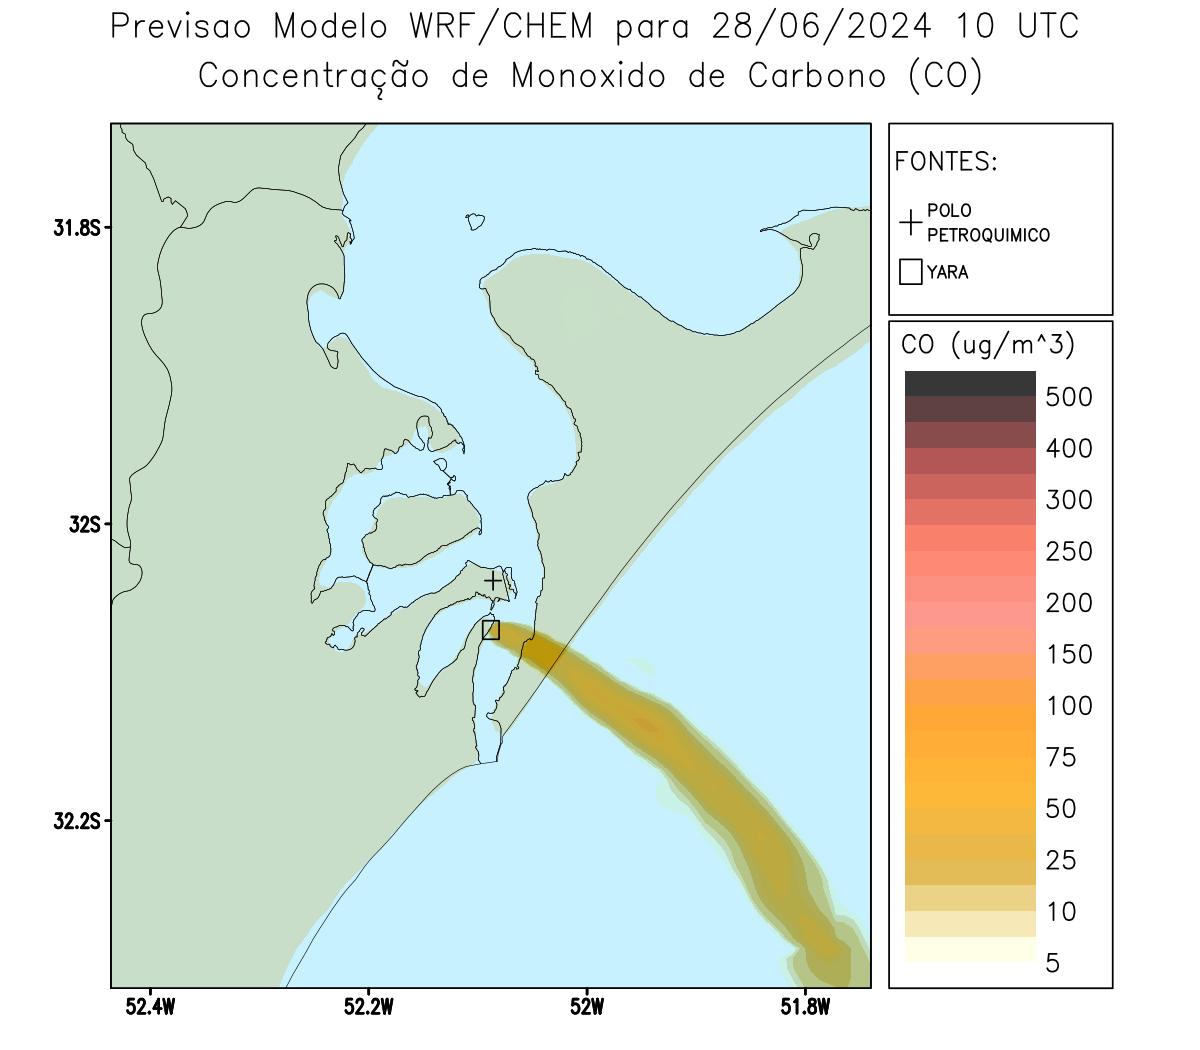 Previsao Modelo WRF/CHEM para 28/06/2024 10 UTC
Concentração de Monoxido de Carbono (CO)
FONTES:
POLO
PETROQUIMICO
YARA
31.8S
32S
32.2S
52.4W
52.2W
52W
51.8W
CO (ug/m^3)
500
400
300
250
200
150
100
75
50
25
10
5